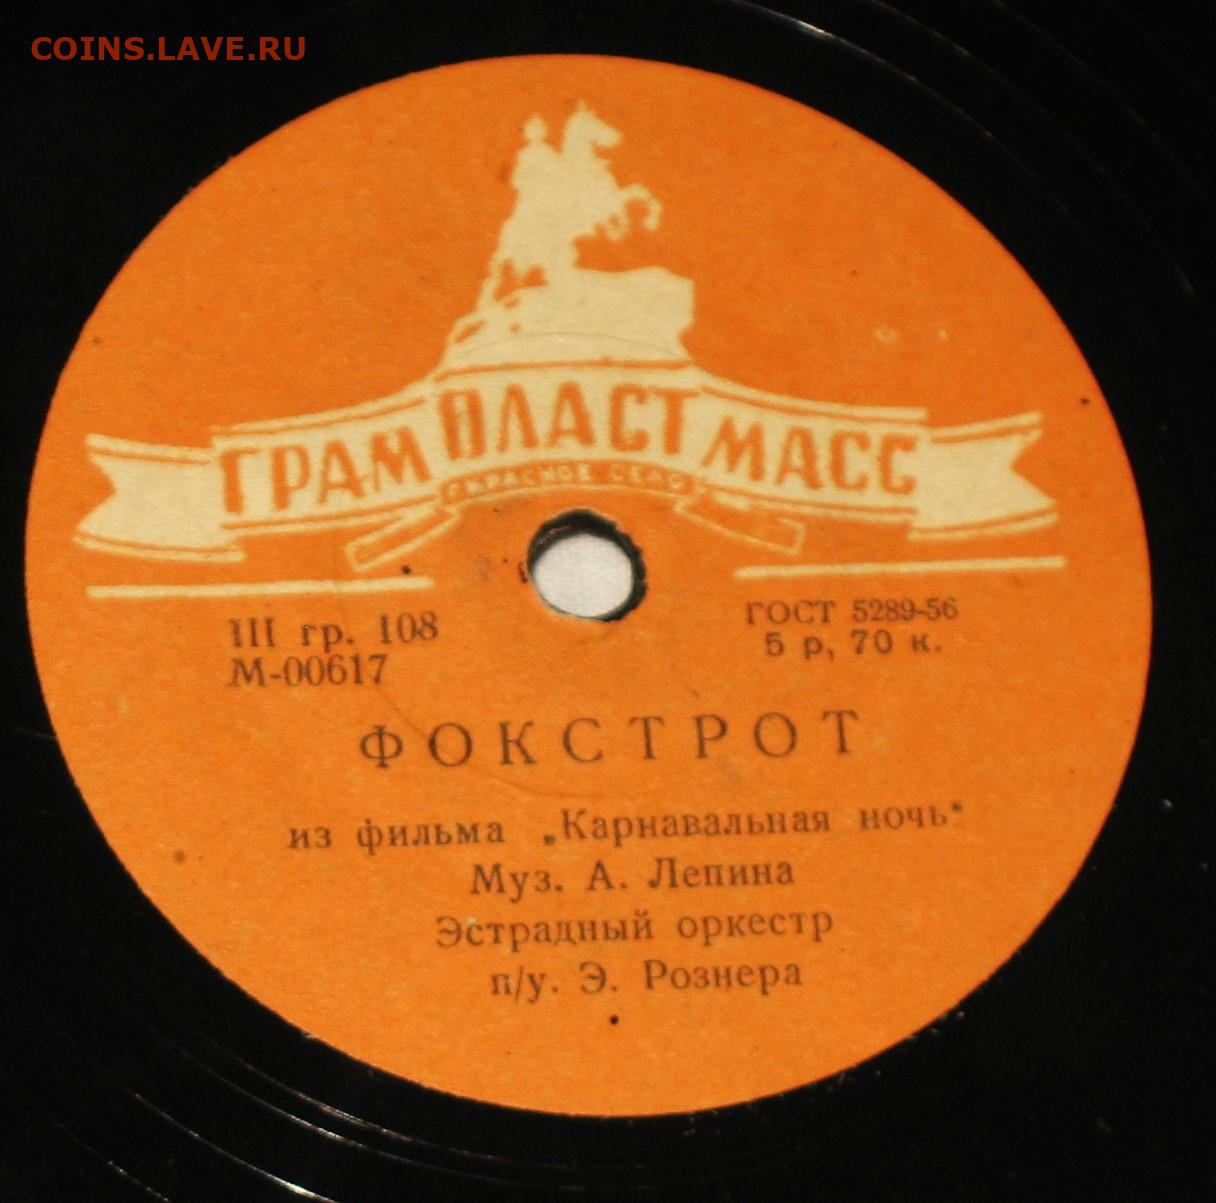 COINS.LAVE.RU
ГРАМПЛАСТМАСС
г. КРАСНОЕ СЕЛО
III гр. 108
М-00617
ГОСТ 5289-56
5 р, 70 к.
ФОКСТРОТ
из фильма „Карнавальная ночь“
Муз. А. Лепина
Эстрадный оркестр
п/у. Э. Рознера